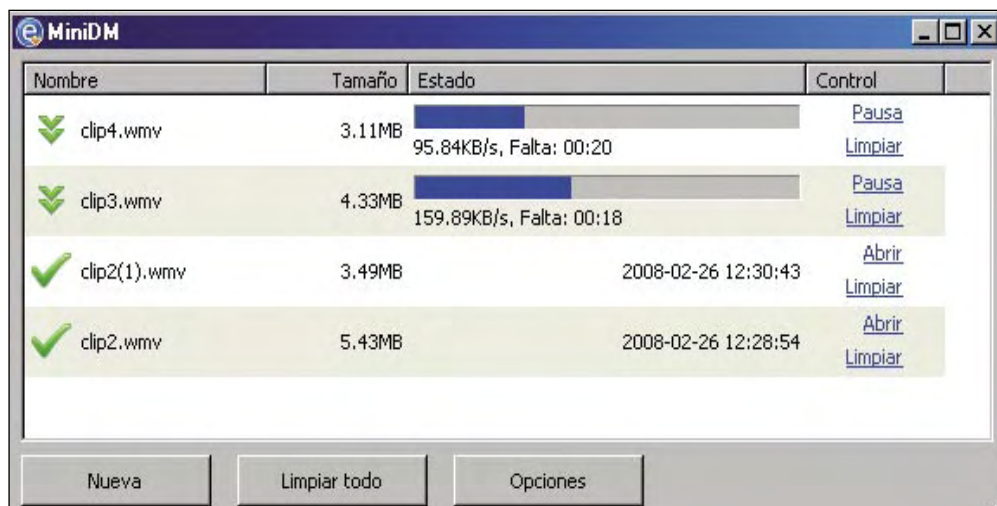 MiniDM
Nombre Tamaño Estado Control
clip4.wmv 3.11MB Pausa
95.84KB/s, Falta: 00:20 Limpiar
clip3.wmv 4.33MB Pausa
159.89KB/s, Falta: 00:18 Limpiar
clip2(1).wmv 3.49MB 2008-02-26 12:30:43 Abrir
Limpiar
clip2.wmv 5.43MB 2008-02-26 12:28:54 Abrir
Limpiar
Nueva Limpiar todo Opciones